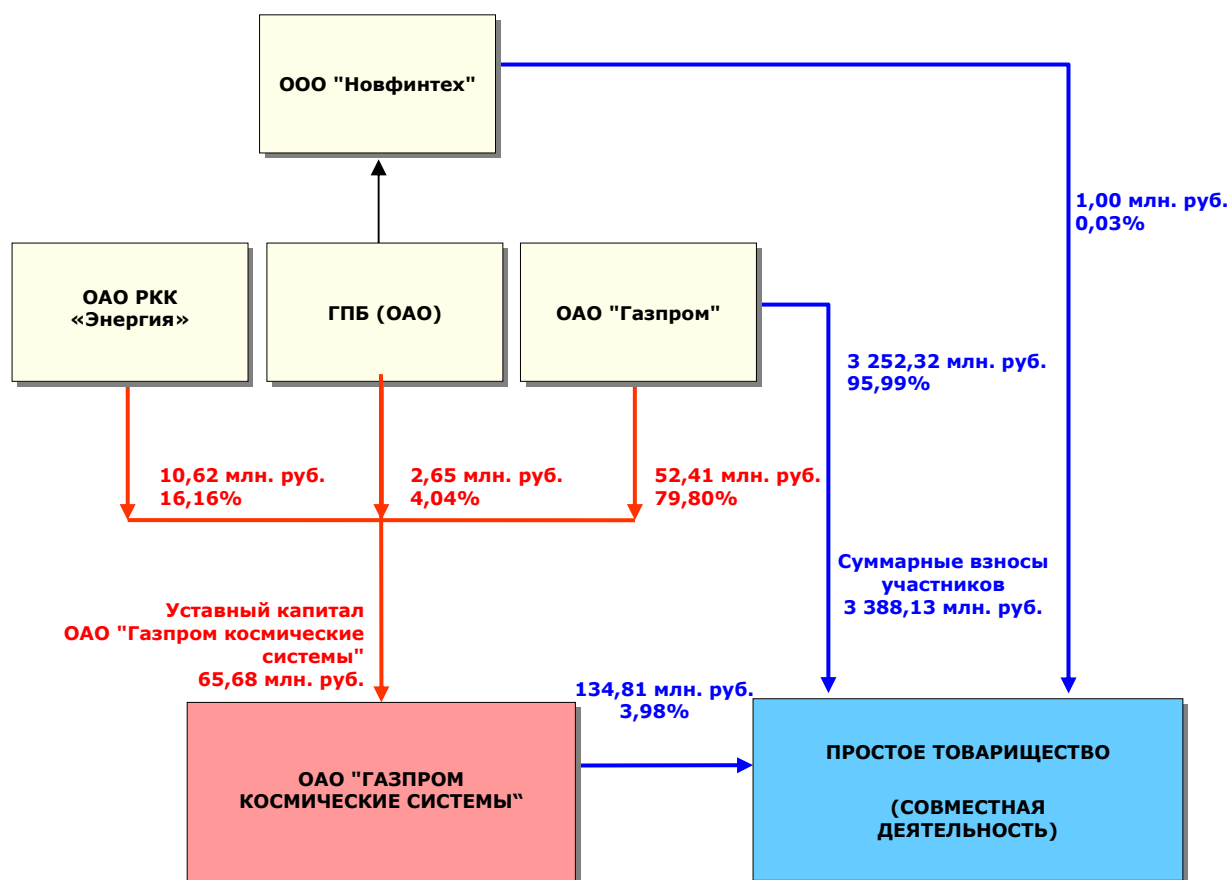 ООО "Новфинтех"
1,00 млн. руб.
0,03%
ОАО РКК
«Энергия»
ГПБ (ОАО)
ОАО "Газпром"
3 252,32 млн. руб.
95,99%
10,62 млн. руб.
16,16%
2,65 млн. руб.
4,04%
52,41 млн. руб.
79,80%
Суммарные взносы
участников
3 388,13 млн. руб.
Уставный капитал
ОАО "Газпром космические
системы"
65,68 млн. руб.
134,81 млн. руб.
3,98%
ОАО "ГАЗПРОМ
КОСМИЧЕСКИЕ СИСТЕМЫ“
ПРОСТОЕ ТОВАРИЩЕСТВО
(СОВМЕСТНАЯ
ДЕЯТЕЛЬНОСТЬ)